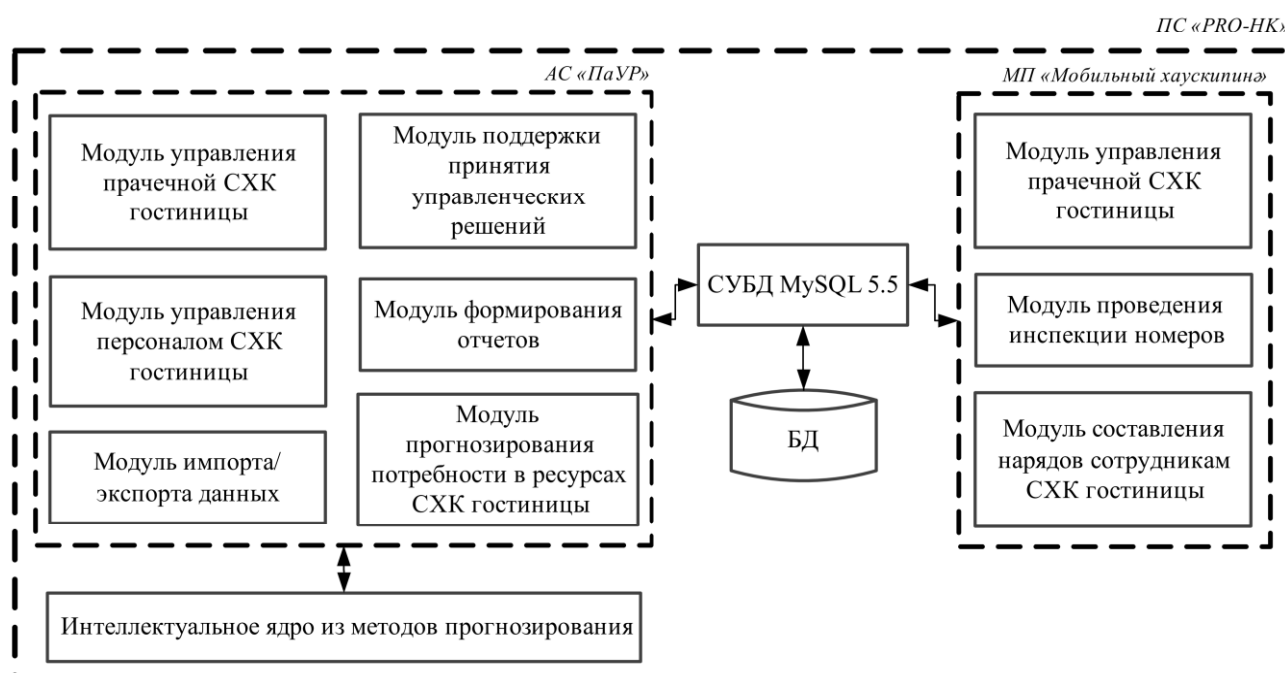 ПС «PRO-HK»
АС «ПаУР»
МП «Мобильный хаускипинг»
Модуль управления
прачечной СХК
гостиницы
Модуль поддержки
принятия
управленческих
решений
Модуль управления
персоналом СХК
гостиницы
Модуль формирования
отчетов
Модуль импорта/
экспорта данных
Модуль
прогнозирования
потребности в ресурсах
СХК гостиницы
СУБД MySQL 5.5
БД
Модуль управления
прачечной СХК
гостиницы
Модуль проведения
инспекции номеров
Модуль составления
нарядов сотрудникам
СХК гостиницы
Интеллектуальное ядро из методов прогнозирования